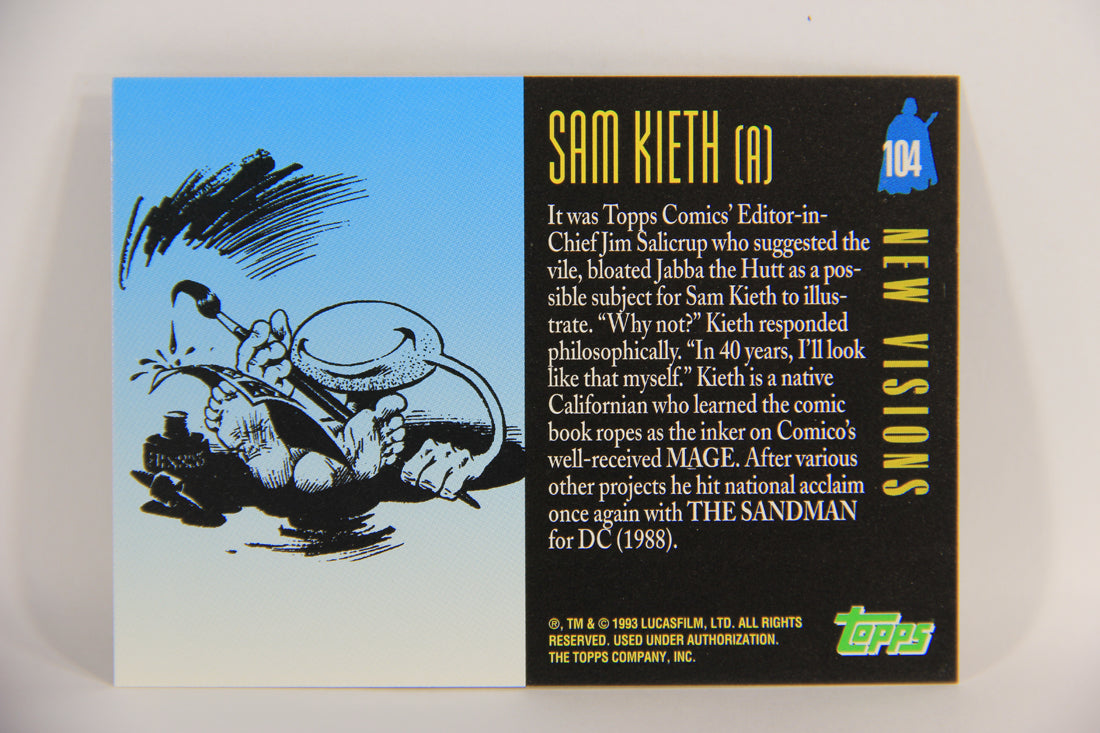 SAM KIETH (A)
104
It was Topps Comics' Editor-in-
Chief Jim Salicrup who suggested the
vile, bloated Jabba the Hutt as a pos-
sible subject for Sam Kieth to illus-
trate. "Why not?" Kieth responded
philosophically. "In 40 years, I'll look
like that myself." Kieth is a native
Californian who learned the comic
book ropes as the inker on Comico's
well-received MAGE. After various
other projects he hit national acclaim
once again with THE SANDMAN
for DC (1988).
NEW VISIONS
®, TM & © 1993 LUCASFILM, LTD. ALL RIGHTS
RESERVED. USED UNDER AUTHORIZATION.
THE TOPPS COMPANY, INC.
topps